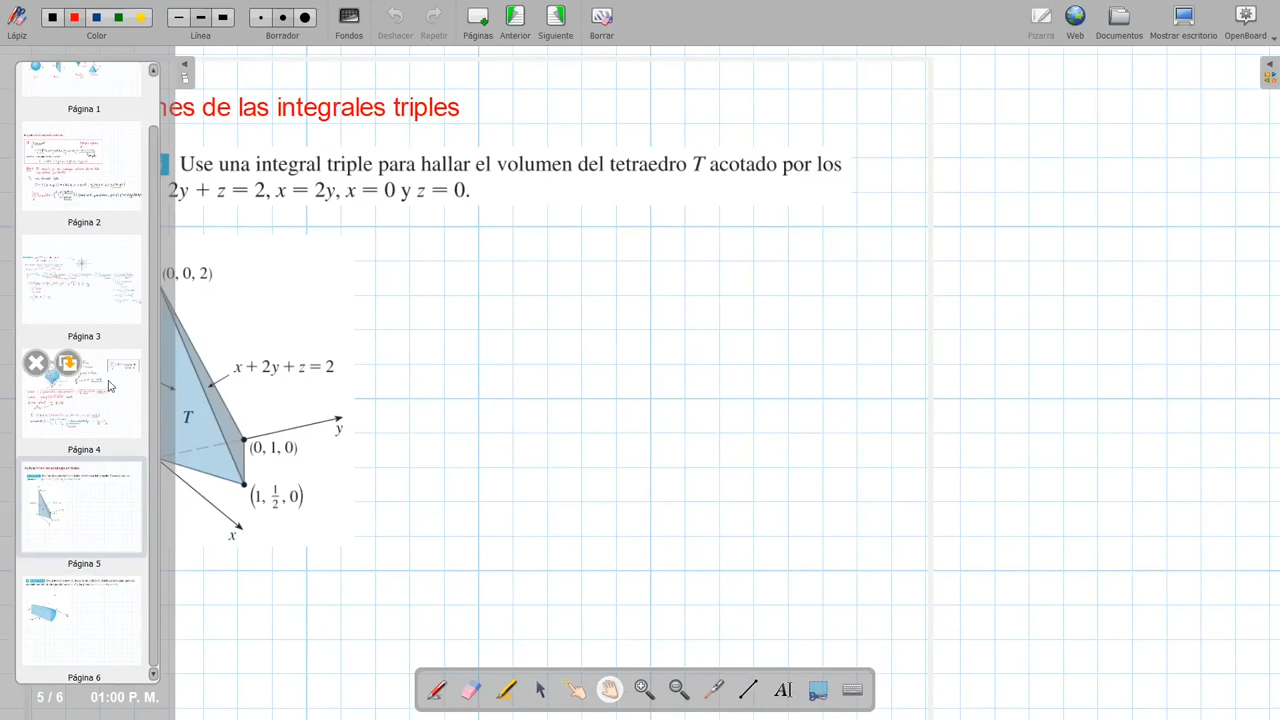 Lápiz
Color
Línea
Borrador
Fondos
Deshacer
Repetir
Páginas
Anterior
Siguiente
Borrar
Pizarra
Web
Documentos
Mostrar escritorio
OpenBoard
Página 1
Página 2
Página 3
Página 4
Página 5
Página 6
5 / 6 01:00 P. M.
nes de las integrales triples
Use una integral triple para hallar el volumen del tetraedro T acotado por los
2y + z = 2, x = 2y, x = 0 y z = 0.
(0, 0, 2)
x + 2y + z = 2
T
y
(0, 1, 0)
(1, 1/2, 0)
x
AI